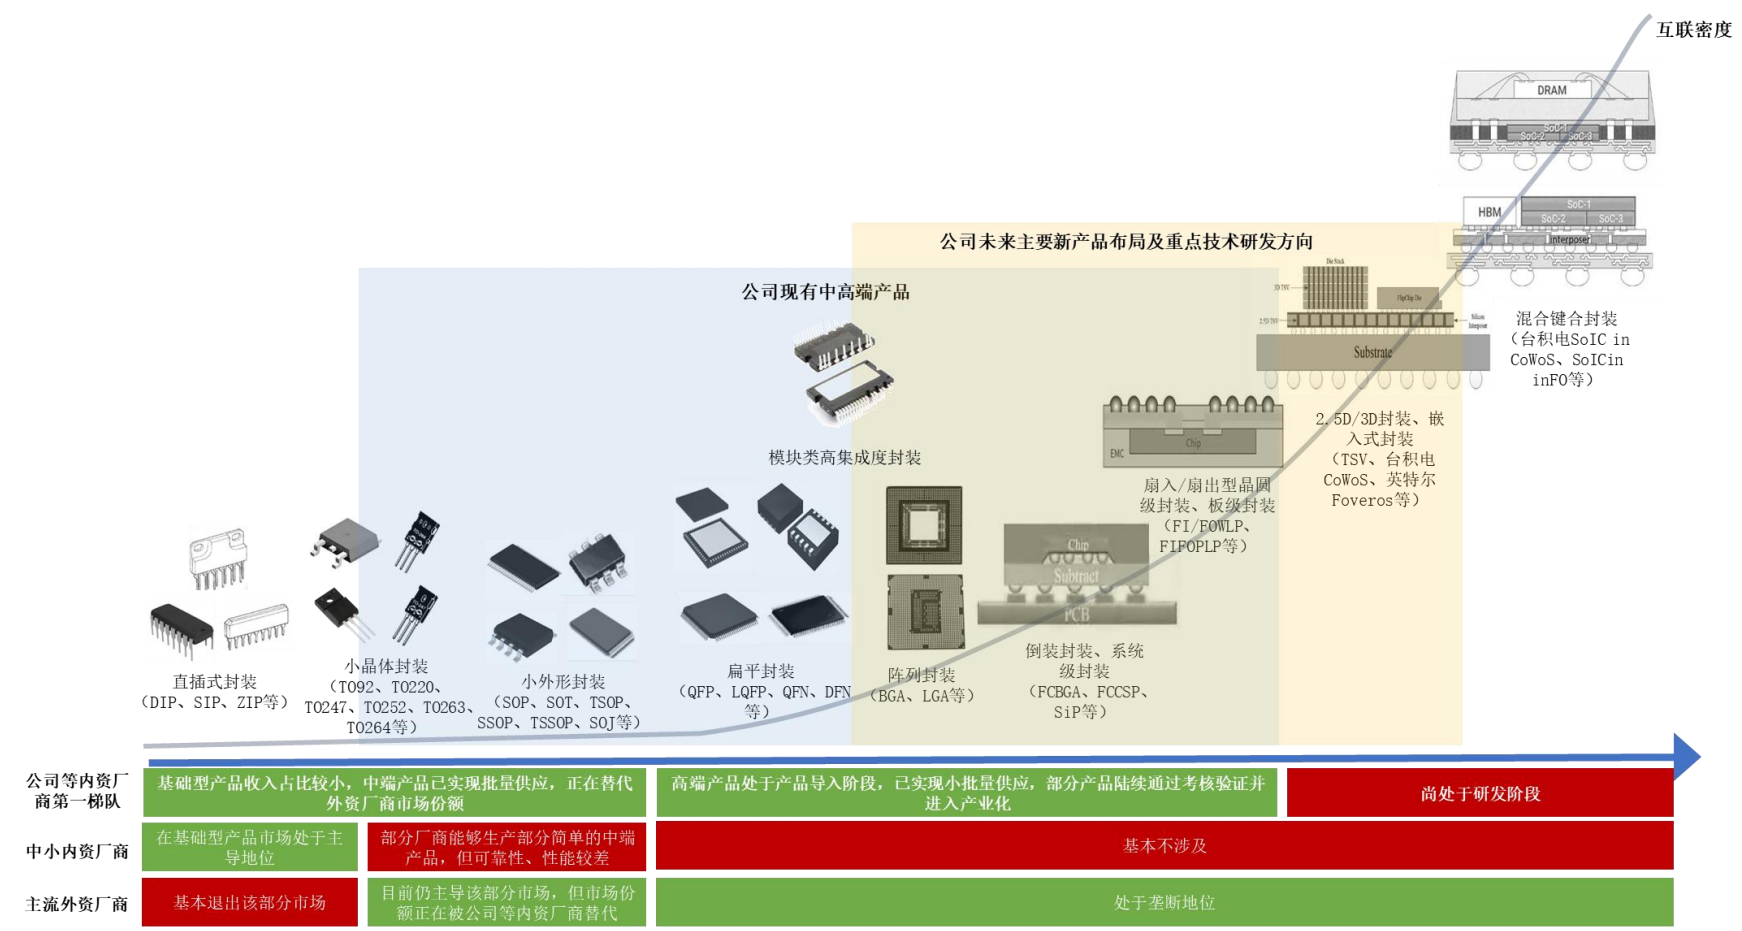 互联密度
DRAM
SoC-1
SoC-2
SoC-3
HBM
SoC-1
SoC-2
SoC-3
interposer
混合键合封装
（台积电SoIC in
CoWoS、SoICin
inFO等）
公司未来主要新产品布局及重点技术研发方向
Die Stack
3D TSV
FlipChip Die
2.5D TSV
Silicon
Interposer
Substrate
2.5D/3D封装、嵌
入式封装
（TSV、台积电
CoWoS、英特尔
Foveros等）
公司现有中高端产品
模块类高集成度封装
Chip
EMC
扇入/扇出型晶圆
级封装、板级封装
（FI/FOWLP、
FIFOPLP等）
Chip
Subtract
PCB
倒装封装、系统
级封装
（FCBGA、FCCSP、
SiP等）
阵列封装
（BGA、LGA等）
扁平封装
（QFP、LQFP、QFN、DFN
等）
小外形封装
（SOP、SOT、TSOP、
SSOP、TSSOP、SOJ等）
小晶体封装
（TO92、TO220、
TO247、TO252、TO263、
TO264等）
直插式封装
（DIP、SIP、ZIP等）
公司等内资厂
商第一梯队
基础型产品收入占比较小，中端产品已实现批量供应，正在替代
外资厂商市场份额
高端产品处于产品导入阶段，已实现小批量供应，部分产品陆续通过考核验证并
进入产业化
尚处于研发阶段
中小内资厂商
在基础型产品市场处于主
导地位
部分厂商能够生产部分简单的中端
产品，但可靠性、性能较差
基本不涉及
主流外资厂商
基本退出该部分市场
目前仍主导该部分市场，但市场份
额正在被公司等内资厂商替代
处于垄断地位